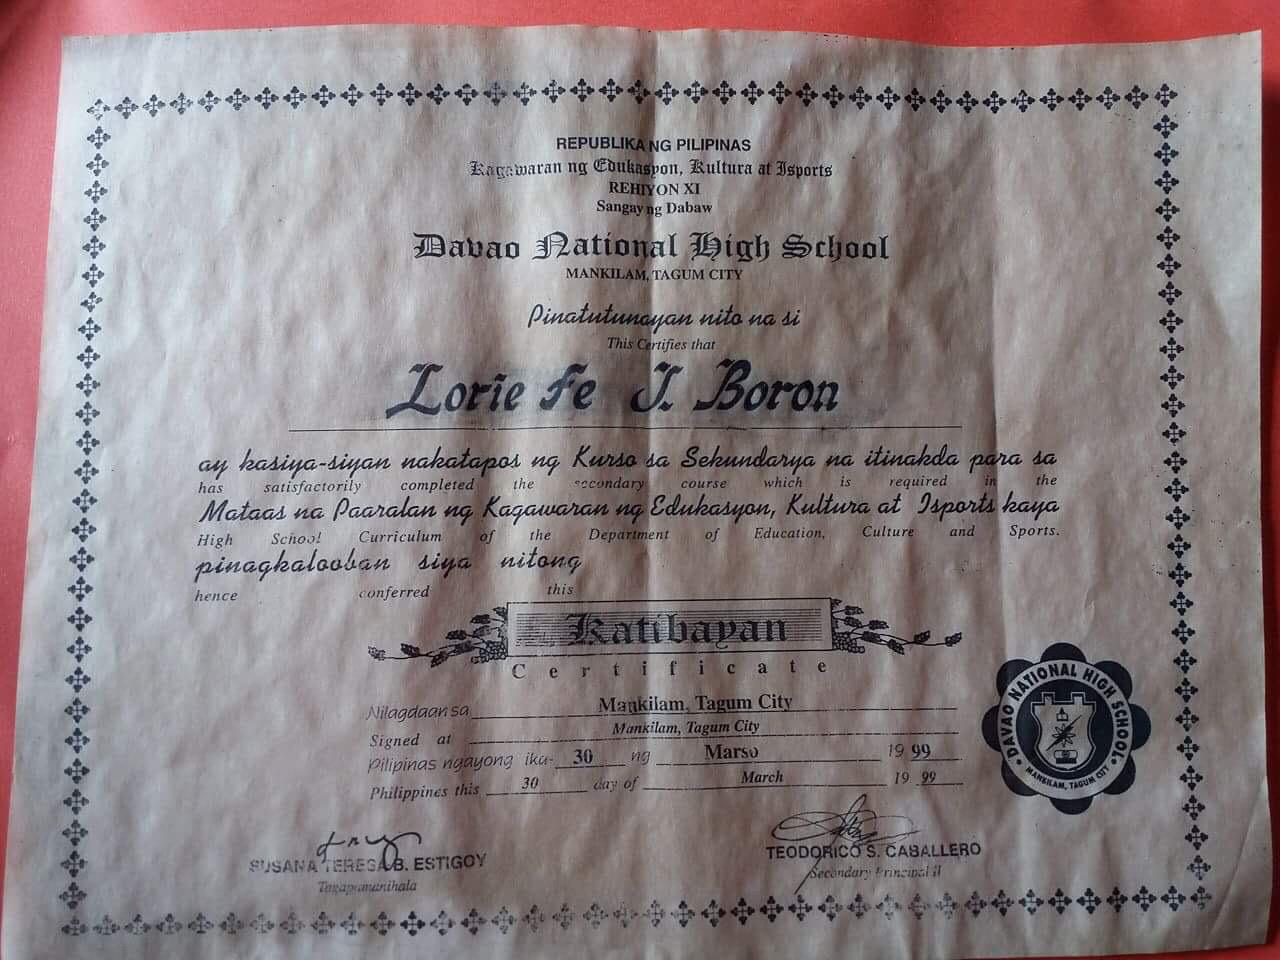 REPUBLIKA NG PILIPINAS
Kagawaran ng Edukasyon, Kultura at Isports
REHIYON XI
Sangay ng Dabaw
Davao National High School
MANKILAM, TAGUM CITY
Pinatutunayan nito na si
This Certifies that
Lorie Fe J. Boron
ay kasiya-siyan nakatapos ng Kurso sa Sekundarya na itinakda para sa
has satisfactorily completed the secondary course which is required in the
Mataas na Paaralan ng Kagawaran ng Edukasyon, Kultura at Isports kaya
High School Curriculum of the Department of Education, Culture and Sports.
pinagkalooban siya nitong
hence conferred this
Katibayan
Certificate
Nilagdaan sa Mankilam, Tagum City
Signed at Mankilam, Tagum City
Pilipinas ngayong ika- 30 ng Marso 19 99
Philippines this 30 day of March 19 99
DAVAO NATIONAL HIGH SCHOOL
MANKILAM, TAGUM CITY
SUSANA TERESA B. ESTIGOY
Tagapamanihala
TEODORICO S. CABALLERO
Secondary Principal II